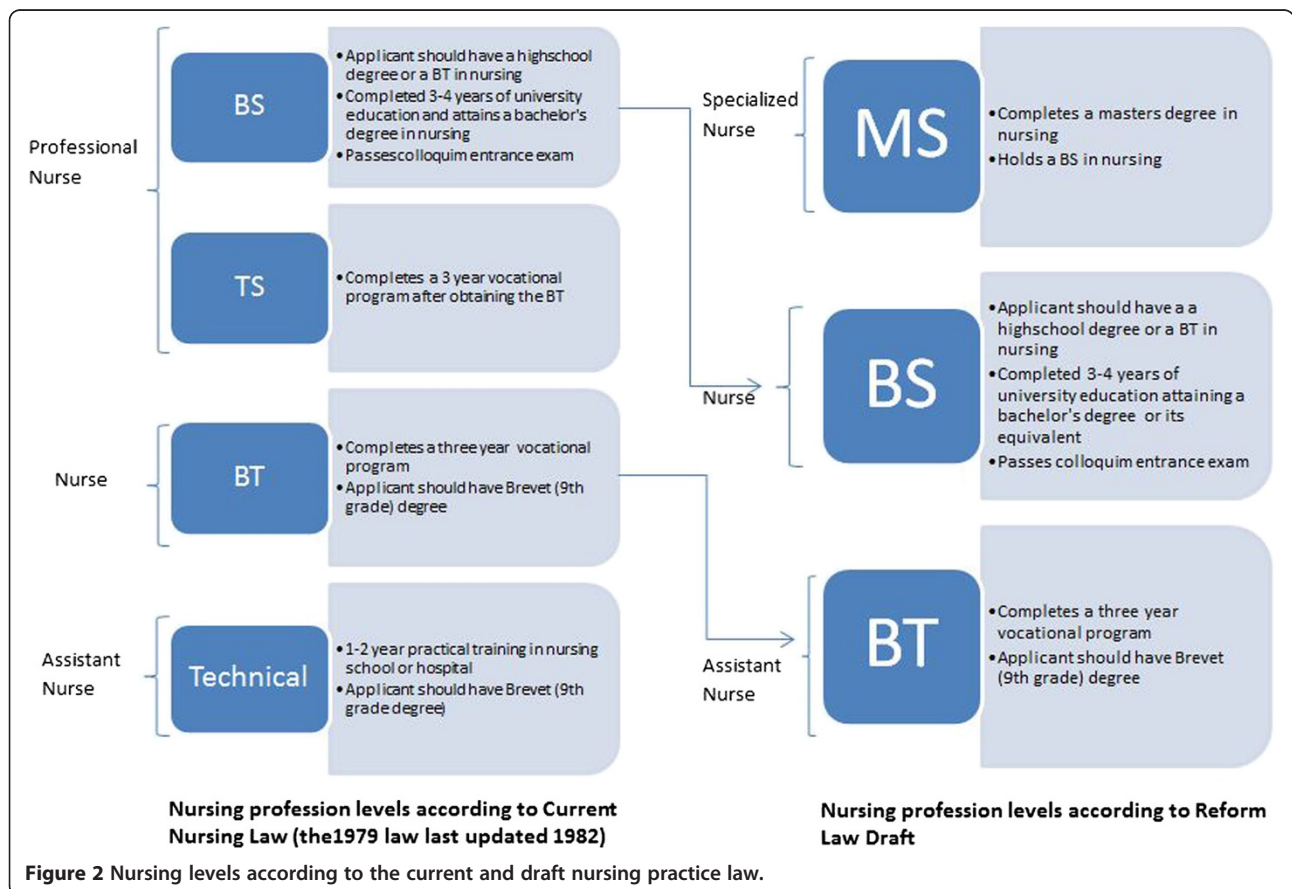 Professional
Nurse
BS
•Applicant should have a highschool
degree or a BT in nursing
•Completed 3-4 years of university
education and attains a bachelor's
degree in nursing
•Passescolloquim entrance exam
TS
•Completes a 3 year vocational
program after obtaining the BT
Nurse
BT
•Completes a three year vocational
program
•Applicant should have Brevet (9th
grade) degree
Assistant
Nurse
Technical
•1-2 year practical training in nursing
school or hospital
•Applicant should have Brevet (9th
grade degree)
Nursing profession levels according to Current
Nursing Law (the1979 law last updated 1982)
Specialized
Nurse
MS
•Completes a masters degree in
nursing
•Holds a BS in nursing
Nurse
BS
•Applicant should have a a
highschool degree or a BT in
nursing
•Completed 3-4 years of
university education attaining a
bachelor's degree or its
equivalent
•Passes colloquim entrance exam
Assistant
Nurse
BT
•Completes a three year
vocational program
•Applicant should have Brevet
(9th grade) degree
Nursing profession levels according to Reform
Law Draft
Figure 2 Nursing levels according to the current and draft nursing practice law.